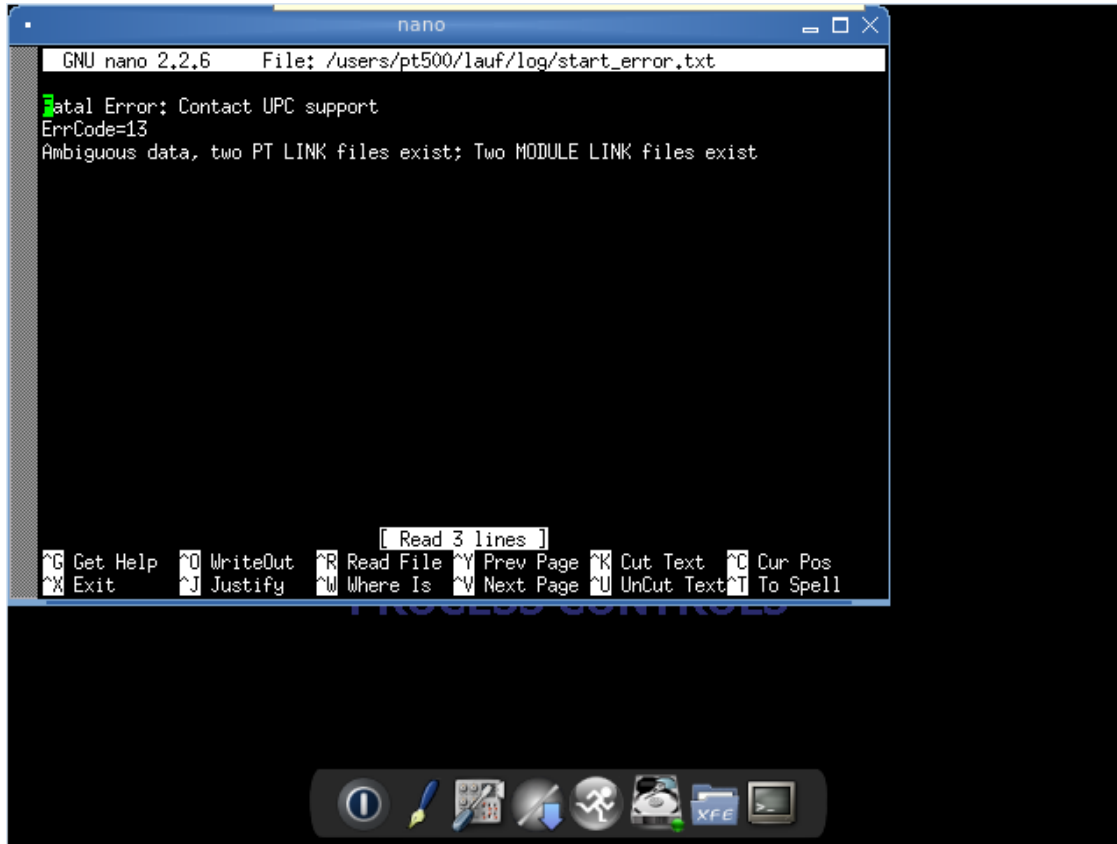 nano
GNU nano 2.2.6 File: /users/pt500/lauf/log/start_error.txt
Fatal Error: Contact UPC support
ErrCode=13
Ambiguous data, two PT LINK files exist; Two MODULE LINK files exist
[ Read 3 lines ]
^G Get Help ^O WriteOut ^R Read File ^Y Prev Page ^K Cut Text ^C Cur Pos
^X Exit ^J Justify ^W Where Is ^V Next Page ^U UnCut Text ^T To Spell
PROCESS CONTROLS
XFE